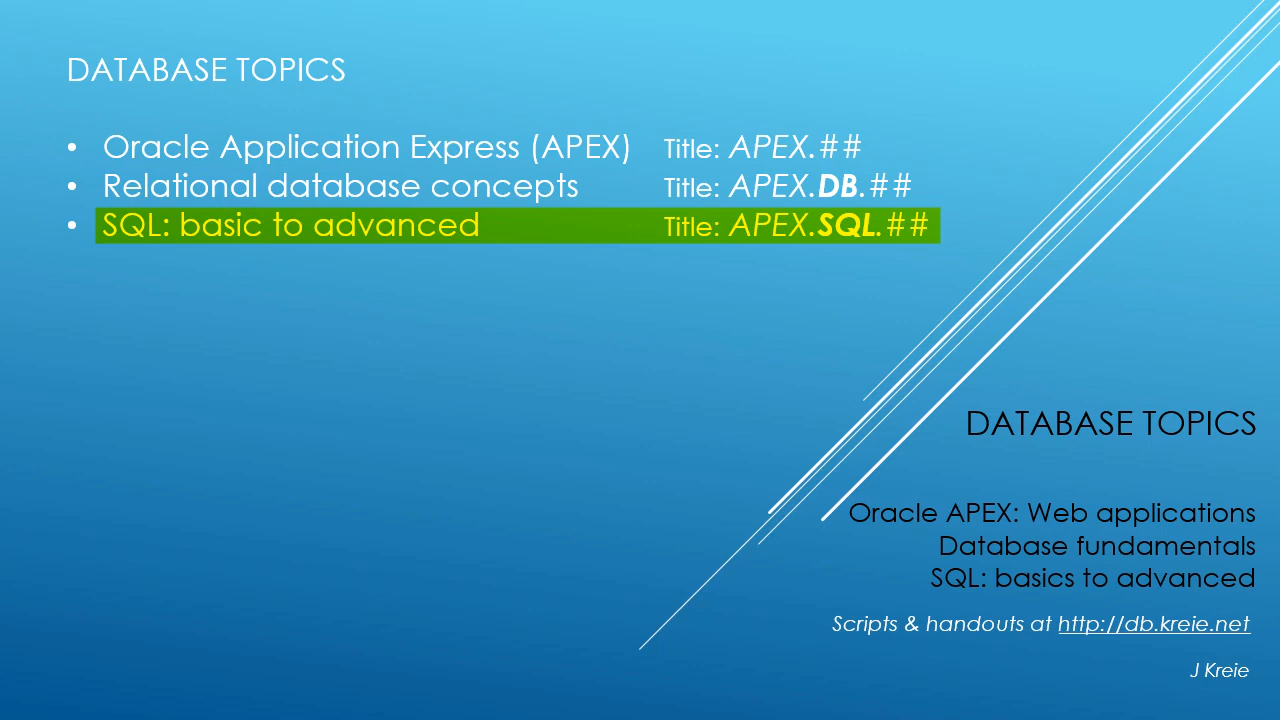 DATABASE TOPICS
• Oracle Application Express (APEX) Title: APEX.##
• Relational database concepts Title: APEX.DB.##
• SQL: basic to advanced Title: APEX.SQL.##
DATABASE TOPICS
Oracle APEX: Web applications
Database fundamentals
SQL: basics to advanced
Scripts & handouts at http://db.kreie.net
J Kreie